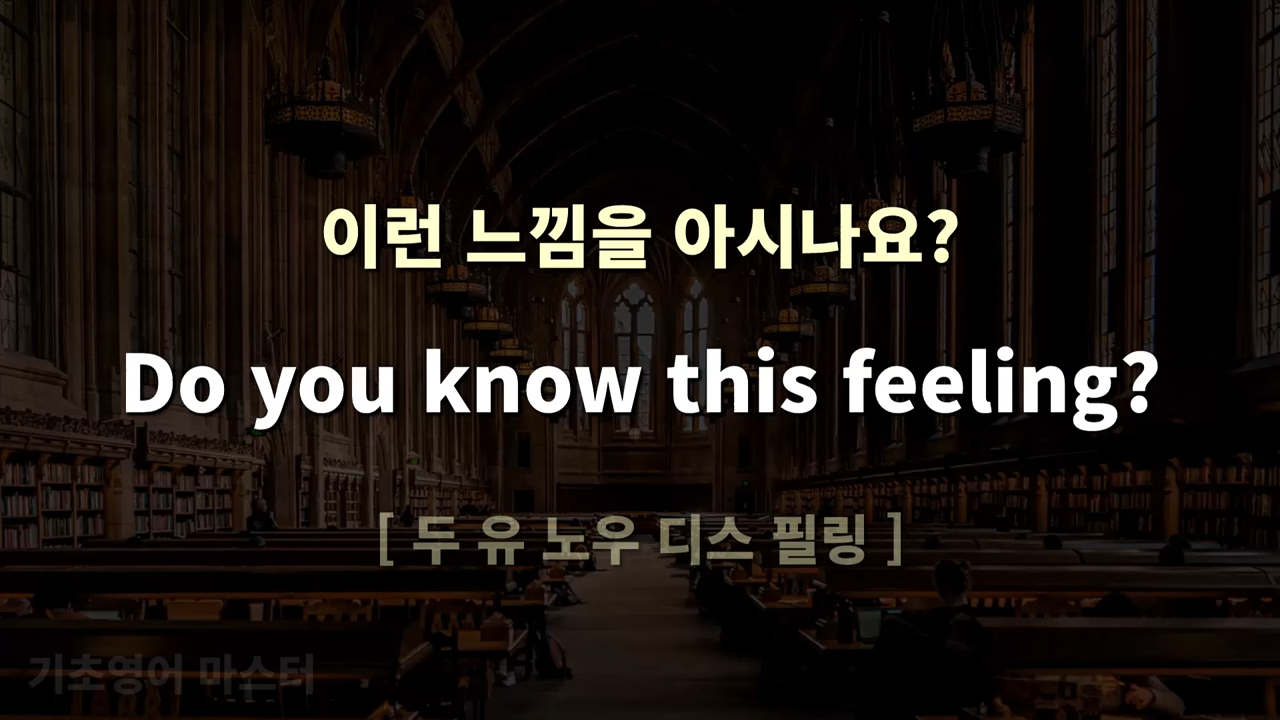 이런 느낌을 아시나요?
Do you know this feeling?
[ 두 유 노우 디스 필링 ]
기초영어 마스터